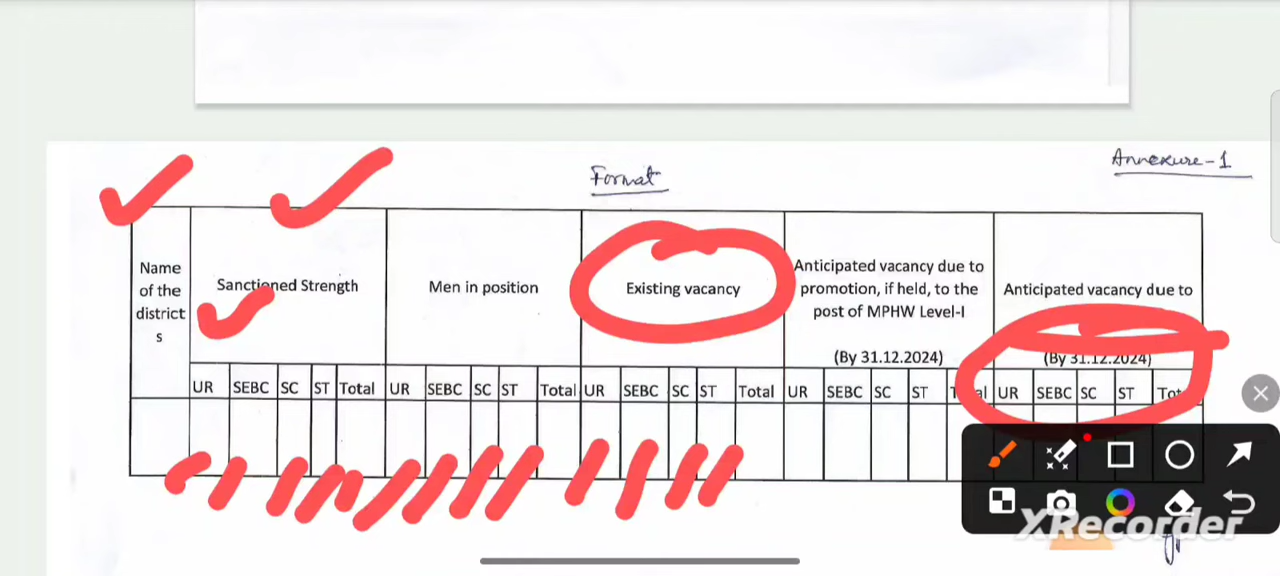 Annexure-1
Format
Name of the districts
Sanctioned Strength
Men in position
Existing vacancy
Anticipated vacancy due to promotion, if held, to the post of MPHW Level-I
(By 31.12.2024)
Anticipated vacancy due to
(By 31.12.2024)
UR SEBC SC ST Total UR SEBC SC ST Total UR SEBC SC ST Total UR SEBC SC ST UR SEBC SC ST
XRecorder